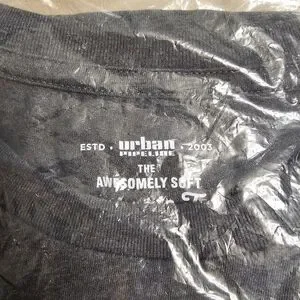 ESTD • urban • 2003
PIPELINE
THE
AWESOMELY SOFT